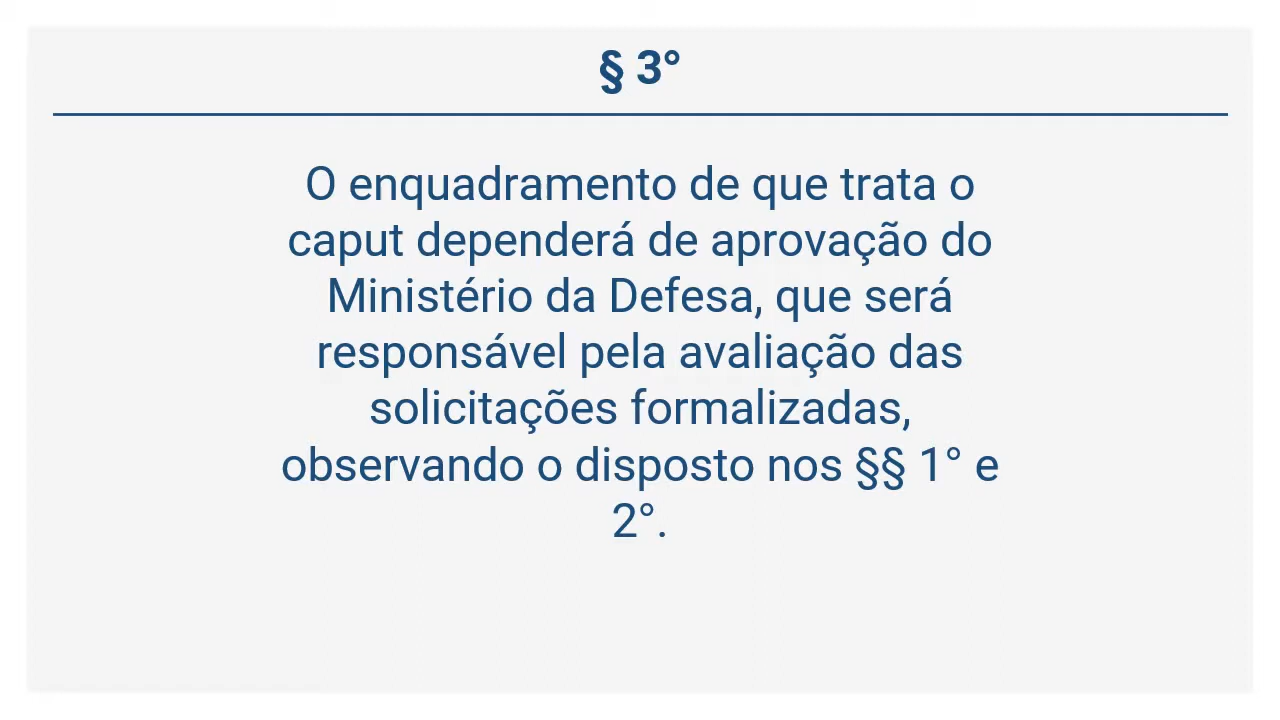 § 3°
O enquadramento de que trata o
caput dependerá de aprovação do
Ministério da Defesa, que será
responsável pela avaliação das
solicitações formalizadas,
observando o disposto nos §§ 1° e
2°.